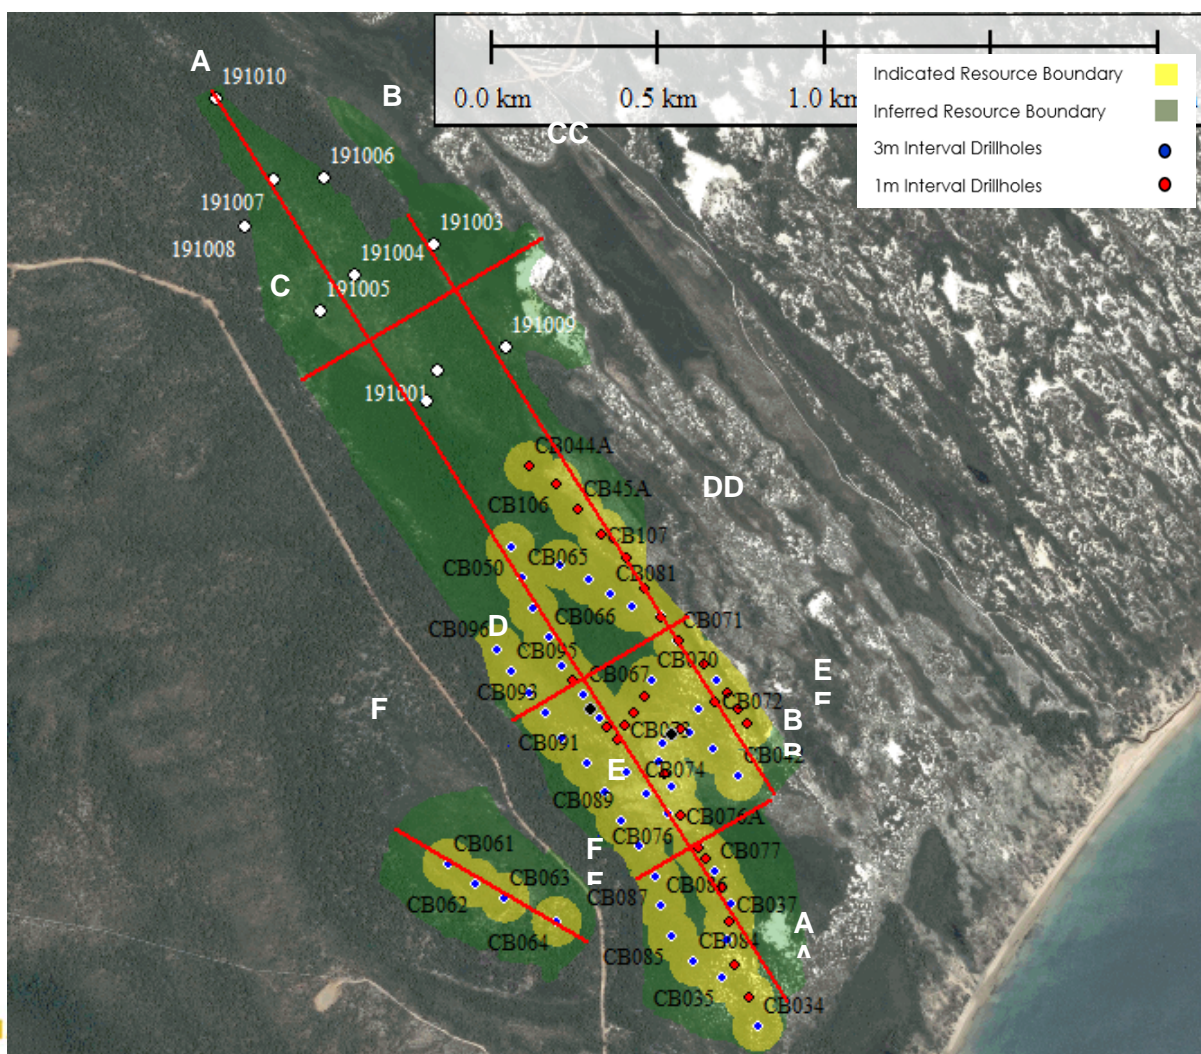 A
191010
B
0.0 km 0.5 km
Indicated Resource Boundary
Inferred Resource Boundary
3m Interval Drillholes
1m Interval Drillholes
CC
191006
191007
191003
191008
191004
C
191005
191009
191001
CB044A
DD
CB45A
CB106
CB107
CB065
CB050
CB081
CB066
D
CB096
CB071
CB095
CB070
CB067
E
CB093
CB072
F
B
CB073
CB091
CB042
E
CB074
CB089
CB076A
CB076
CB061
F
CB077
CB063
CB086
CB062
CB087
CB037
A
CB064
CB084
CB085
CB035
CB034